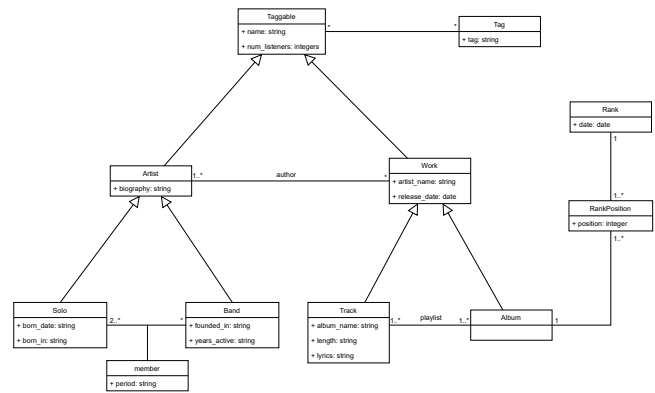 Taggable
+ name: string
+ num_listeners: integers
*
*
Tag
+ tag: string
Rank
+ date: date
1
1..*
RankPosition
+ position: integer
1..*
Artist
+ biography: string
1..*
author
*
Work
+ artist_name: string
+ release_date: date
Solo
+ born_date: string
+ born_in: string
2..*
*
Band
+ founded_in: string
+ years_active: string
member
+ period: string
Track
+ album_name: string
+ length: string
+ lyrics: string
1..*
playlist
1..*
Album
1